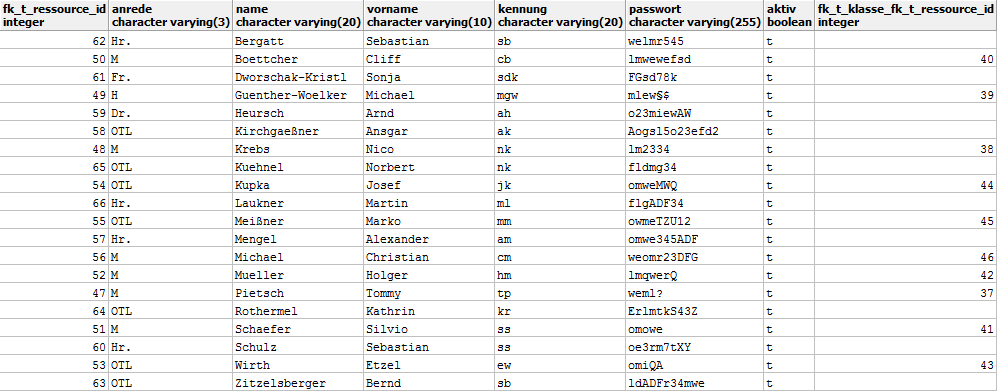 fk_t_ressource_id anrede name vorname kennung passwort aktiv fk_t_klasse_fk_t_ressource_id
integer character varying(3) character varying(20) character varying(10) character varying(20) character varying(255) boolean integer
62 Hr. Bergatt Sebastian sb welmr545 t
50 M Boettcher Cliff cb lmwewefsd t 40
61 Fr. Dworschak-Kristl Sonja sdk FGsd78k t
49 H Guenther-Woelker Michael mgw mlew§$ t 39
59 Dr. Heursch Arnd ah o23miewAW t
58 OTL Kirchgaeßner Ansgar ak Aogsl5o23efd2 t
48 M Krebs Nico nk lm2334 t 38
65 OTL Kuehnel Norbert nk fldmg34 t
54 OTL Kupka Josef jk omweMWQ t 44
66 Hr. Laukner Martin ml flgADF34 t
55 OTL Meißner Marko mm owmeTZU12 t 45
57 Hr. Mengel Alexander am omwe345ADF t
56 M Michael Christian cm weomr23DFG t 46
52 M Mueller Holger hm lmqwerQ t 42
47 M Pietsch Tommy tp weml? t 37
64 OTL Rothermel Kathrin kr ErlmtkS43Z t
51 M Schaefer Silvio ss omowe t 41
60 Hr. Schulz Sebastian ss oe3rm7tXY t
53 OTL Wirth Etzel ew omiQA t 43
63 OTL Zitzelsberger Bernd sb ldADFr34mwe t